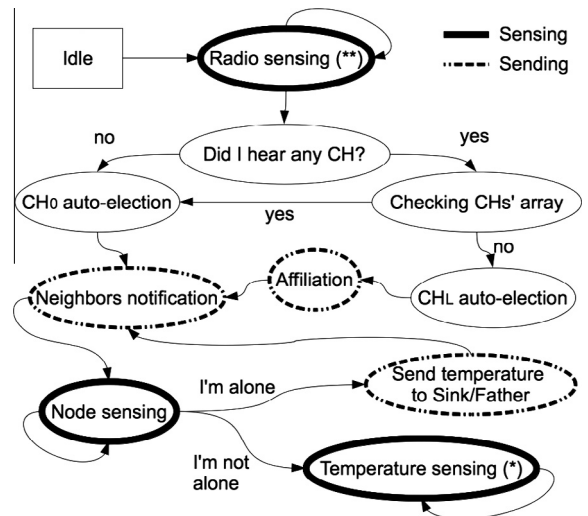 Idle
Radio sensing (**)
Sensing
Sending
Did I hear any CH?
no
yes
CH0 auto-election
yes
Checking CHs' array
no
Neighbors notification
Affiliation
CHL auto-election
Send temperature
to Sink/Father
I'm alone
Node sensing
I'm not
alone
Temperature sensing (*)